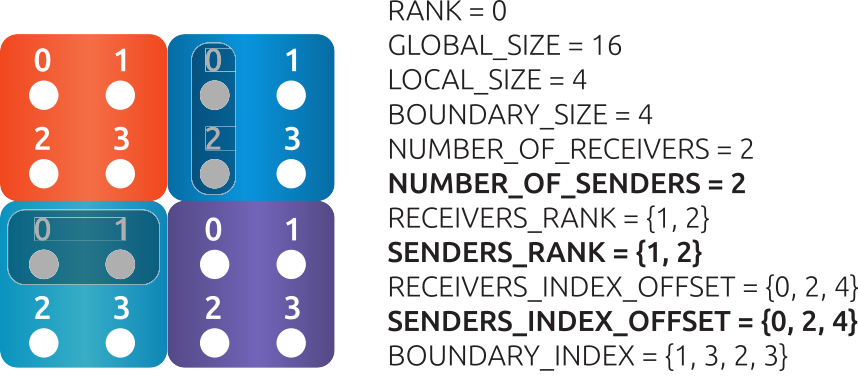 0 1 0 1
2 3 2 3
0 1 0 1
2 3 2 3
RANK = 0
GLOBAL_SIZE = 16
LOCAL_SIZE = 4
BOUNDARY_SIZE = 4
NUMBER_OF_RECEIVERS = 2
NUMBER_OF_SENDERS = 2
RECEIVERS_RANK = {1, 2}
SENDERS_RANK = {1, 2}
RECEIVERS_INDEX_OFFSET = {0, 2, 4}
SENDERS_INDEX_OFFSET = {0, 2, 4}
BOUNDARY_INDEX = {1, 3, 2, 3}